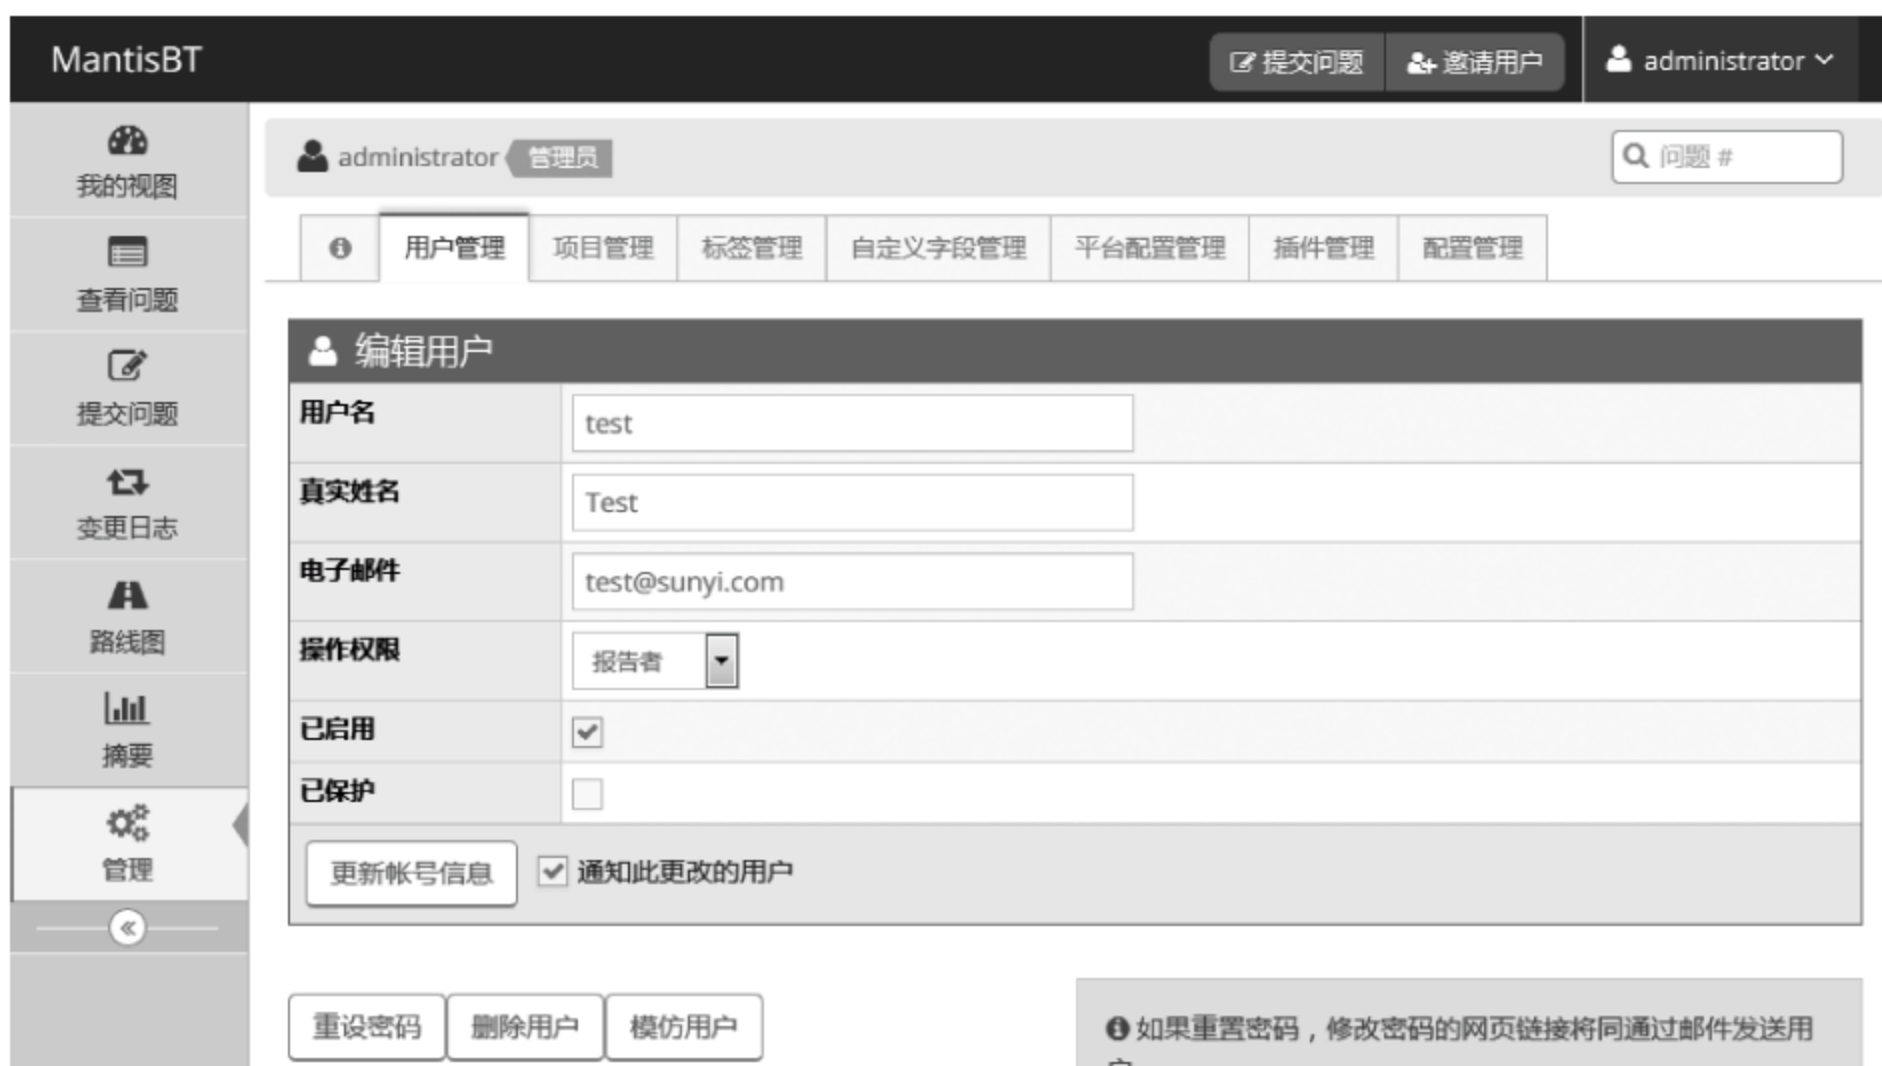 MantisBT
提交问题
邀请用户
administrator
我的视图
查看问题
提交问题
变更日志
路线图
摘要
管理
administrator 管理员
问题 #
用户管理 项目管理 标签管理 自定义字段管理 平台配置管理 插件管理 配置管理
编辑用户
用户名 test
真实姓名 Test
电子邮件 test@sunyi.com
操作权限 报告者
已启用
已保护
更新帐号信息 通知此更改的用户
重设密码 删除用户 模仿用户
如果重置密码，修改密码的网页链接将同通过邮件发送用